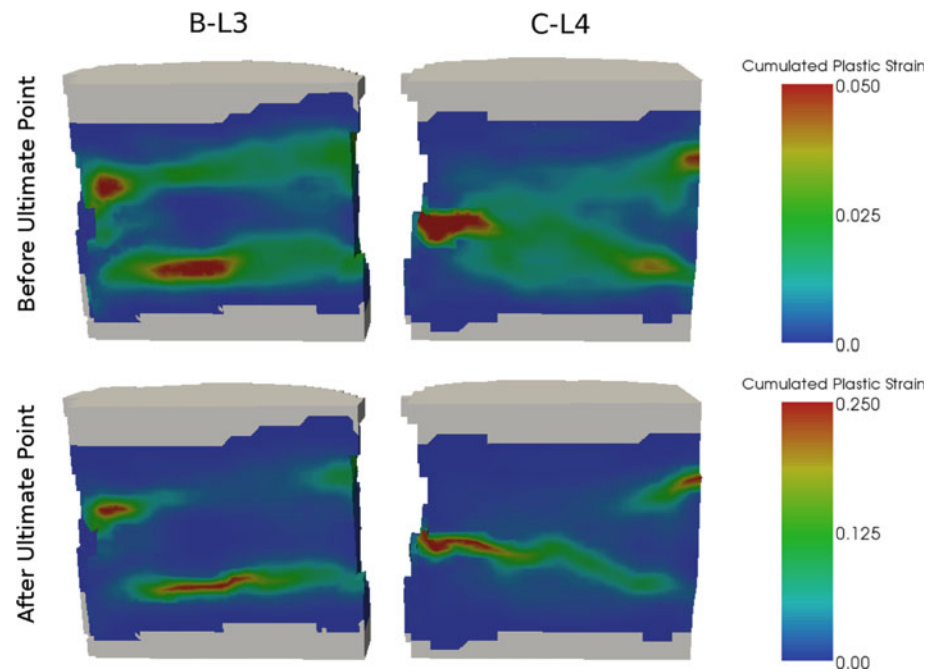 B-L3
C-L4
Before Ultimate Point
Cumulated Plastic Strain
0.050
0.025
0.0
After Ultimate Point
Cumulated Plastic Strain
0.250
0.125
0.00